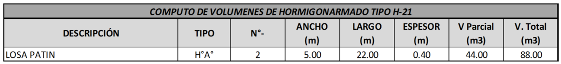 COMPUTO DE VOLUMENES DE HORMIGONARMADO TIPO H-21
DESCRIPCIÓN TIPO N°- ANCHO (m) LARGO (m) ESPESOR (m) V Parcial (m3) V. Total (m3)
LOSA PATIN H°A° 2 5.00 22.00 0.40 44.00 88.00